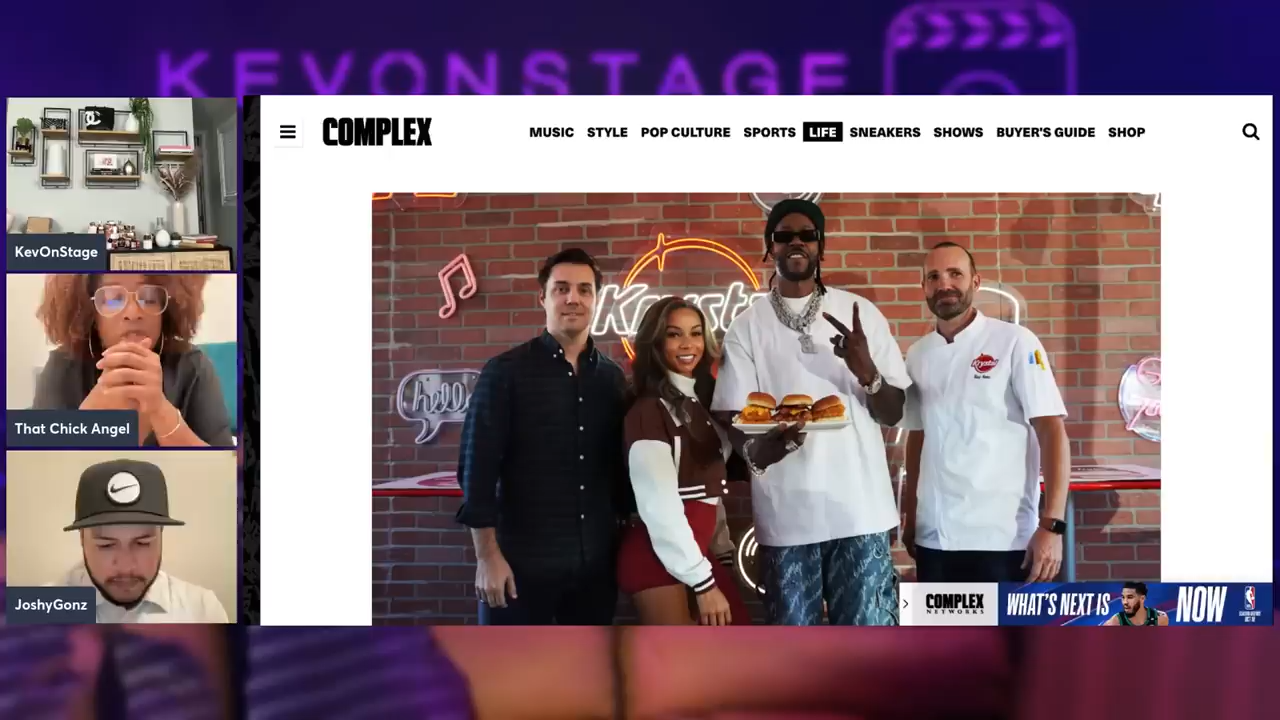 KEVONSTAGE
COMPLEX
MUSIC STYLE POP CULTURE SPORTS LIFE SNEAKERS SHOWS BUYER'S GUIDE SHOP
KevOnStage
That Chick Angel
JoshyGonz
hello
Krystal
COMPLEX
NETWORKS
WHAT'S NEXT IS NOW